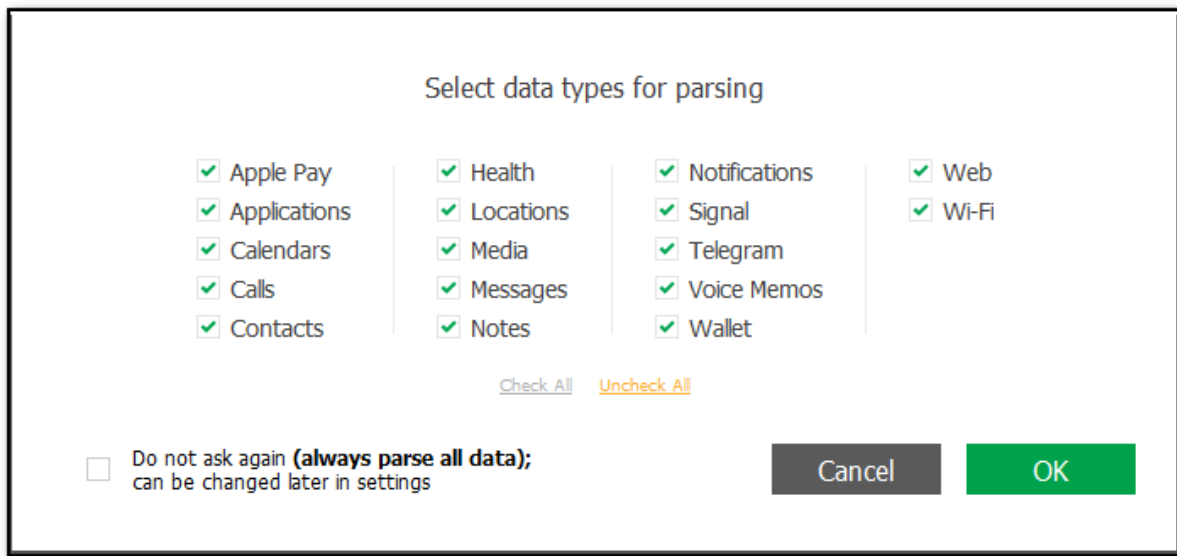 Select data types for parsing
Apple Pay
Applications
Calendars
Calls
Contacts
Health
Locations
Media
Messages
Notes
Notifications
Signal
Telegram
Voice Memos
Wallet
Web
Wi-Fi
Check All
Uncheck All
Do not ask again (always parse all data);
can be changed later in settings
Cancel
OK